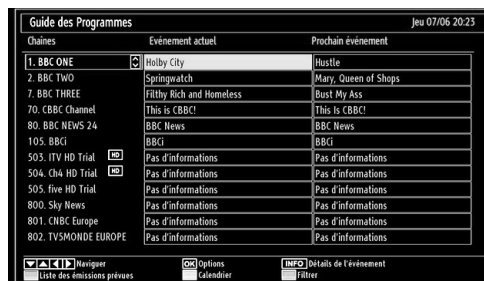 Guide des Programmes Jeu 07/06 20:23
Chaines Evénement actuel Prochain événement
1. BBC ONE Holby City Hustle
2. BBC TWO Springwatch Mary, Queen of Shops
7. BBC THREE Filthy Rich and Homeless Bust My Ass
70. CBBC Channel This is CBBC! This Is CBBC!
80. BBC NEWS 24 BBC News BBC News
105. BBCi BBCi BBCi
503. ITV HD Trial HD Pas d'informations Pas d'informations
504. Ch4 HD Trial HD Pas d'informations Pas d'informations
505. five HD Trial Pas d'informations Pas d'informations
800. Sky News Pas d'informations Pas d'informations
801. CNBC Europe Pas d'informations Pas d'informations
802. TV5MONDE EUROPE Pas d'informations Pas d'informations
Naviguer OK Options INFO Détails de l'événement
Liste des émissions prévues Calendrier Filtrer